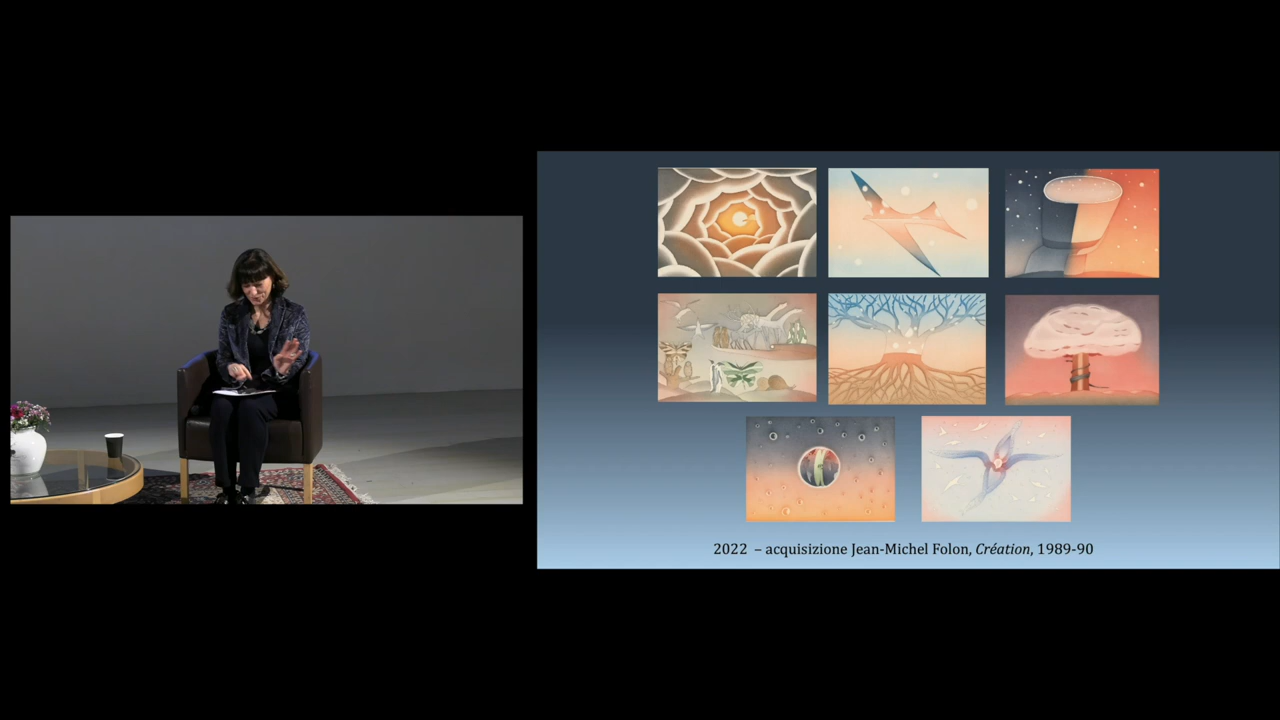 2022 – acquisizione Jean-Michel Folon, Création, 1989-90